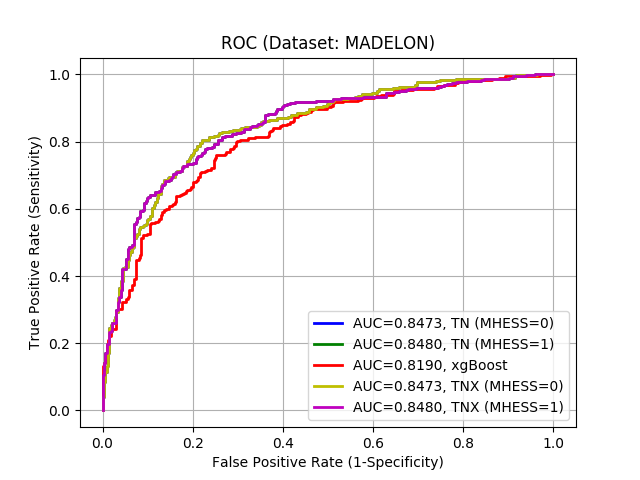 ROC (Dataset: MADELON)
True Positive Rate (Sensitivity)
1.0
0.8
0.6
0.4
0.2
0.0
AUC=0.8473, TN (MHESS=0)
AUC=0.8480, TN (MHESS=1)
AUC=0.8190, xgBoost
AUC=0.8473, TNX (MHESS=0)
AUC=0.8480, TNX (MHESS=1)
0.0 0.2 0.4 0.6 0.8 1.0
False Positive Rate (1-Specificity)